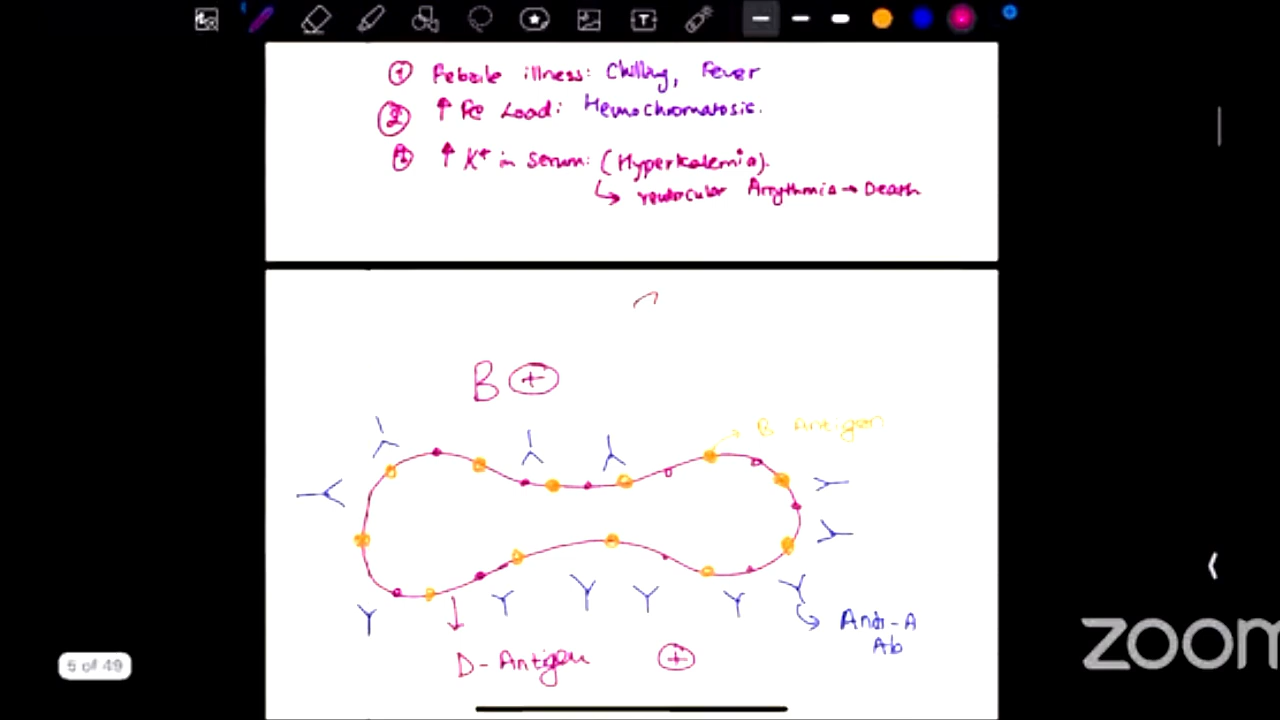 ① Febrile illness: Chilling, Fever
② ↑ Fe Load: Hemochromatosis.
↑ K⁺ in Serum: (Hyperkalemia).
↳ ventricular Arrythmia → Death
B ⊕
B Antigen
Anti-A
Ab
D-Antigen ⊕
5 of 49
zoom